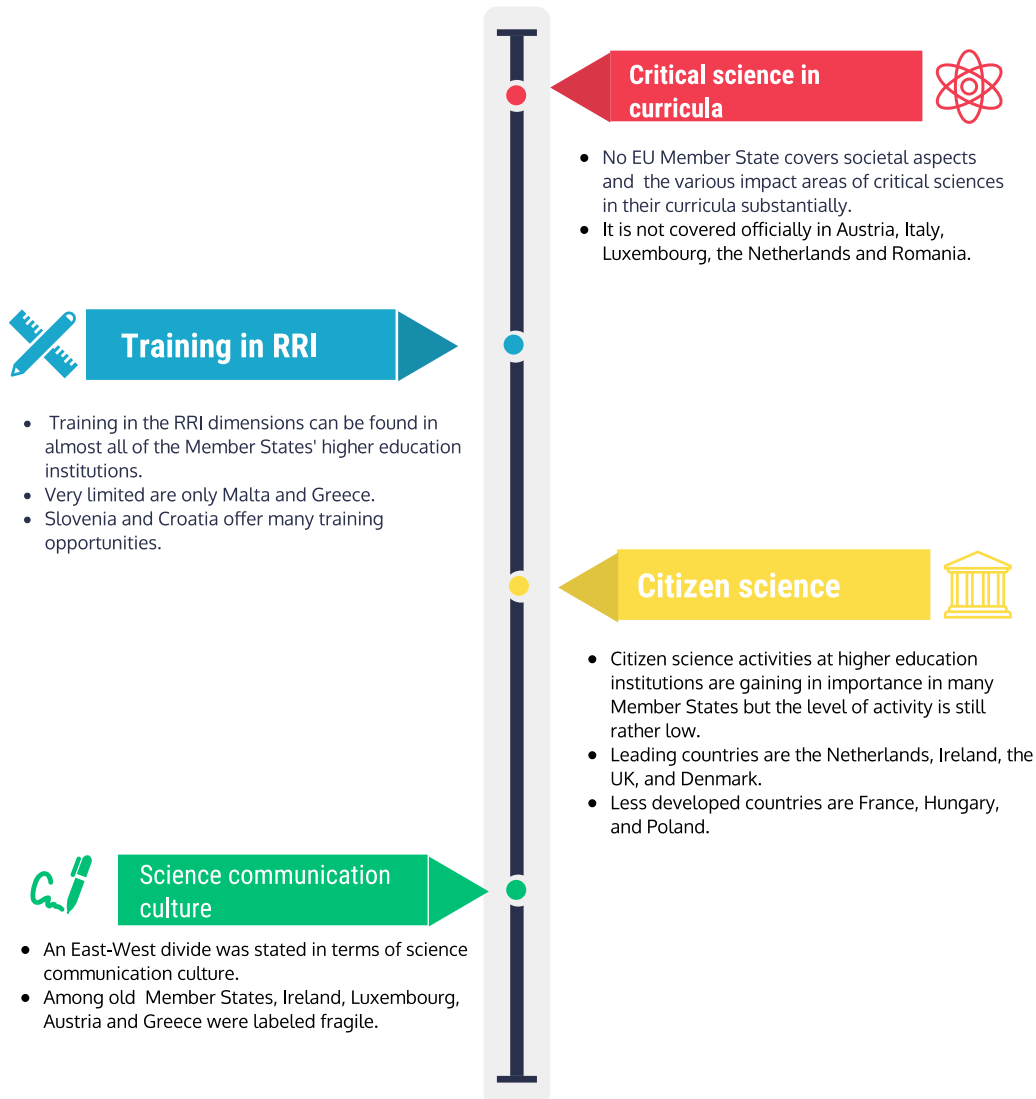 Critical science in
curricula
● No EU Member State covers societal aspects
and the various impact areas of critical sciences
in their curricula substantially.
● It is not covered officially in Austria, Italy,
Luxembourg, the Netherlands and Romania.
Training in RRI
● Training in the RRI dimensions can be found in
almost all of the Member States' higher education
institutions.
● Very limited are only Malta and Greece.
● Slovenia and Croatia offer many training
opportunities.
Citizen science
● Citizen science activities at higher education
institutions are gaining in importance in many
Member States but the level of activity is still
rather low.
● Leading countries are the Netherlands, Ireland, the
UK, and Denmark.
● Less developed countries are France, Hungary,
and Poland.
Science communication
culture
● An East-West divide was stated in terms of science
communication culture.
● Among old Member States, Ireland, Luxembourg,
Austria and Greece were labeled fragile.